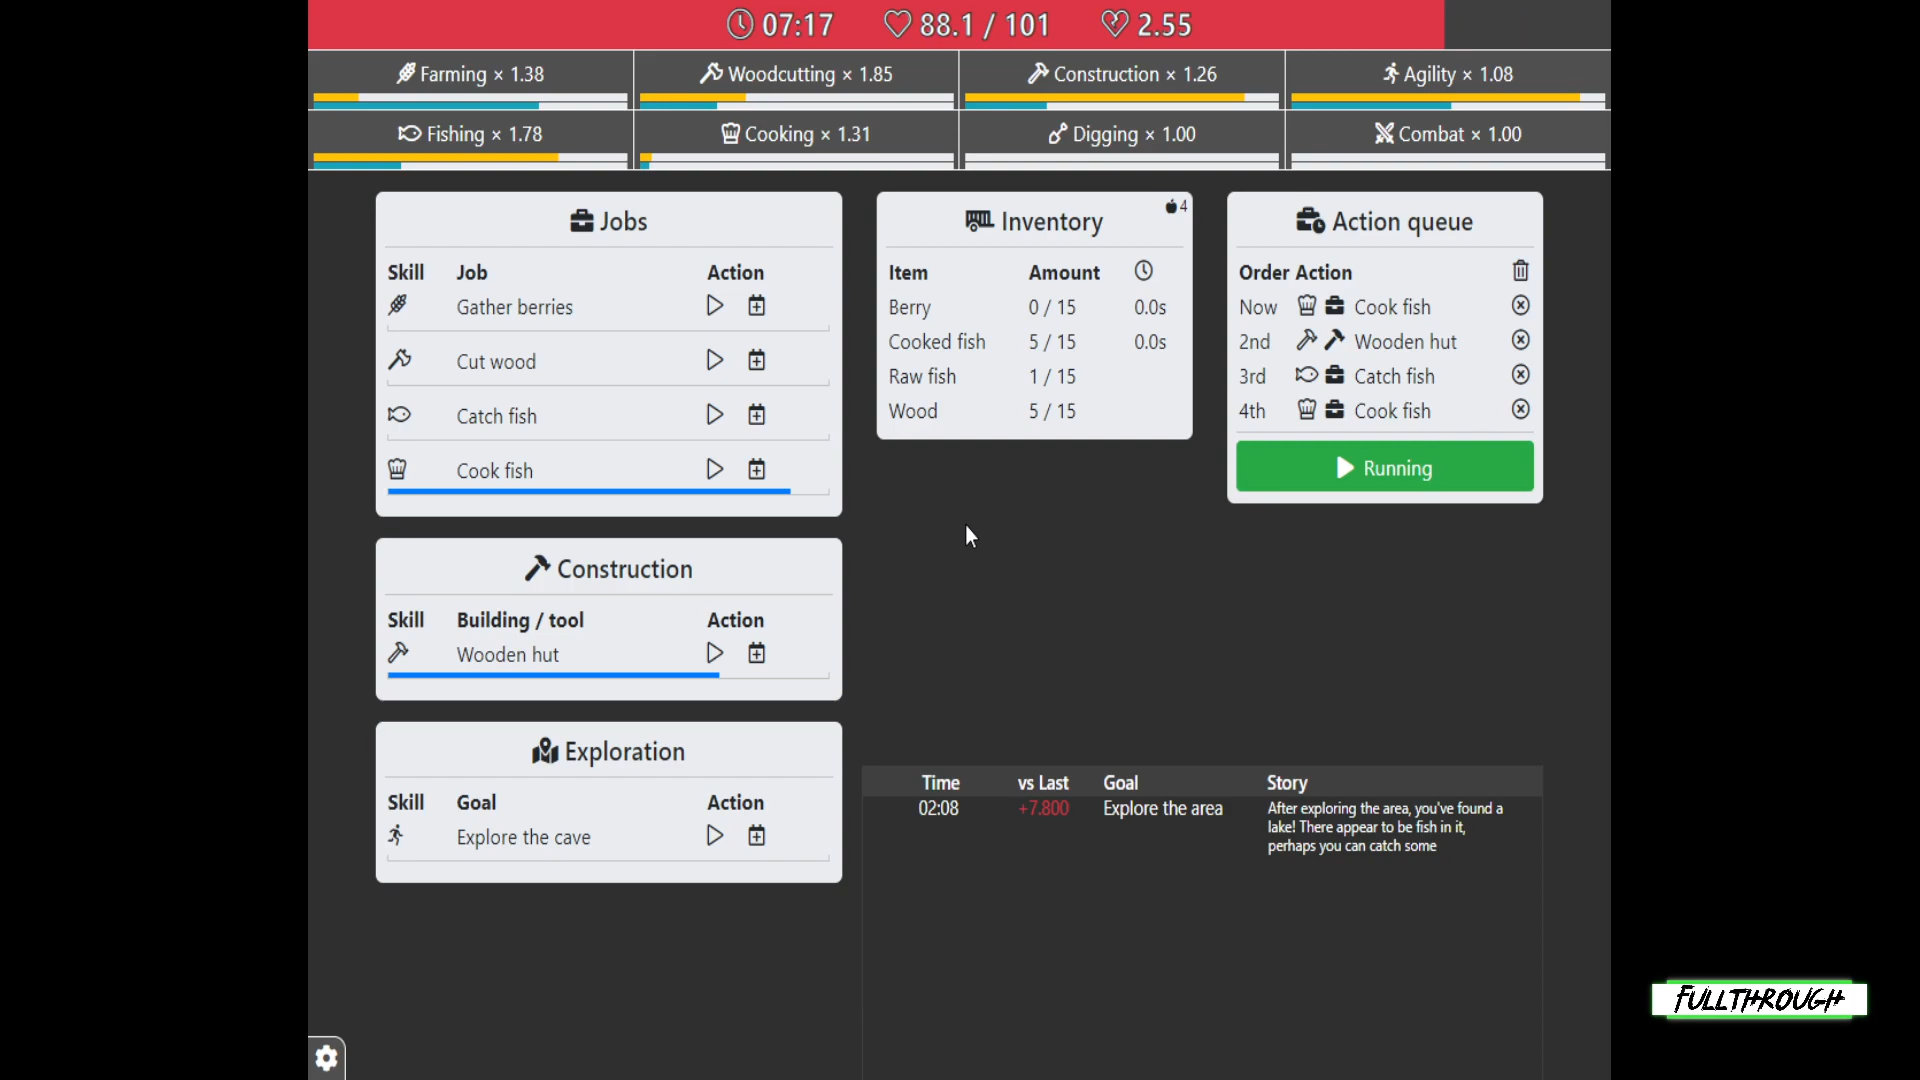 07:17 88.1 / 101 2.55
Farming × 1.38 Woodcutting × 1.85 Construction × 1.26 Agility × 1.08
Fishing × 1.78 Cooking × 1.31 Digging × 1.00 Combat × 1.00
Jobs
Skill Job Action
Gather berries
Cut wood
Catch fish
Cook fish
Construction
Skill Building / tool Action
Wooden hut
Exploration
Skill Goal Action
Explore the cave
Inventory 4
Item Amount
Berry 0 / 15 0.0s
Cooked fish 5 / 15 0.0s
Raw fish 1 / 15
Wood 5 / 15
Action queue
Order Action
Now Cook fish
2nd Wooden hut
3rd Catch fish
4th Cook fish
Running
Time vs Last Goal Story
02:08 +7.800 Explore the area After exploring the area, you've found a
lake! There appear to be fish in it,
perhaps you can catch some
FULLTHROUGH